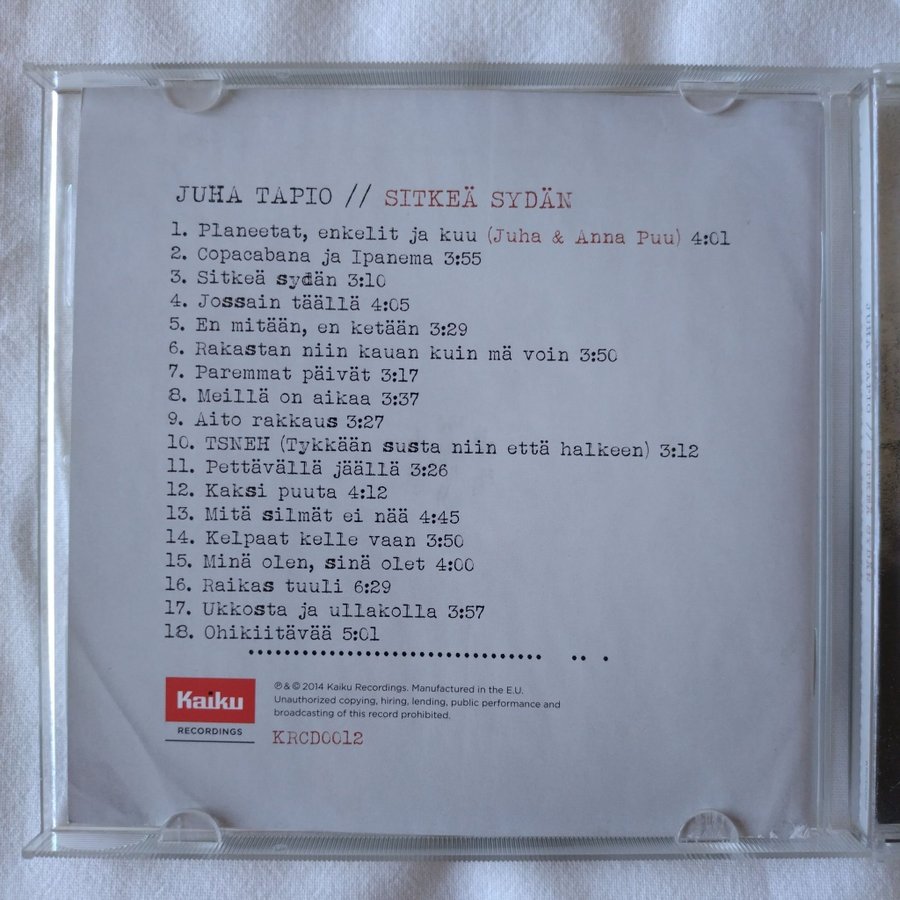 JUHA TAPIO // SITKEÄ SYDÄN
1. Planeetat, enkelit ja kuu (Juha & Anna Puu) 4:01
2. Copacabana ja Ipanema 3:55
3. Sitkeä sydän 3:10
4. Jossain täällä 4:05
5. En mitään, en ketään 3:29
6. Rakastan niin kauan kuin mä voin 3:50
7. Paremmat päivät 3:17
8. Meillä on aikaa 3:37
9. Aito rakkaus 3:27
10. TSNEH (Tykkään susta niin että halkeen) 3:12
11. Pettävällä jäällä 3:26
12. Kaksi puuta 4:12
13. Mitä silmät ei nää 4:45
14. Kelpaat kelle vaan 3:50
15. Minä olen, sinä olet 4:00
16. Raikas tuuli 6:29
17. Ukkosta ja ullakolla 3:57
18. Ohikiitävää 5:01
Kaiku
RECORDINGS
℗ & © 2014 Kaiku Recordings. Manufactured in the E.U.
Unauthorized copying, hiring, lending, public performance and
broadcasting of this record prohibited.
KRCD0012